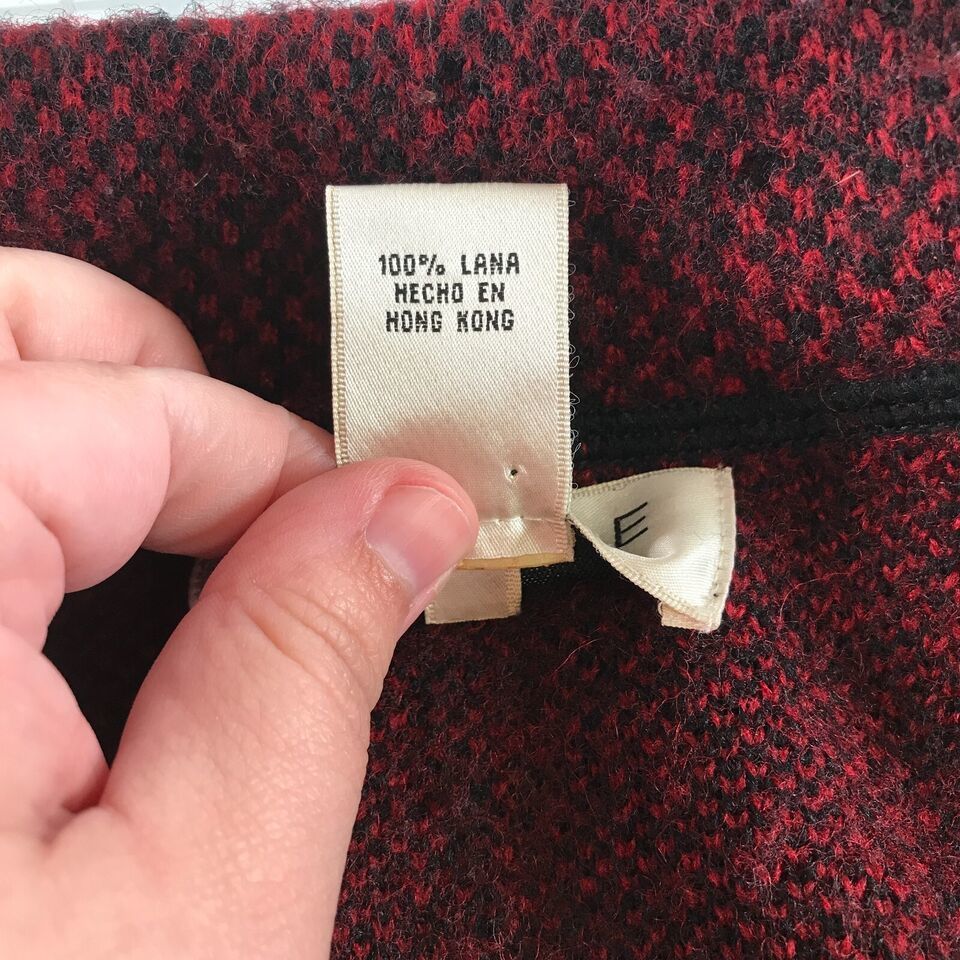 100% LANA
HECHO EN
HONG KONG
E